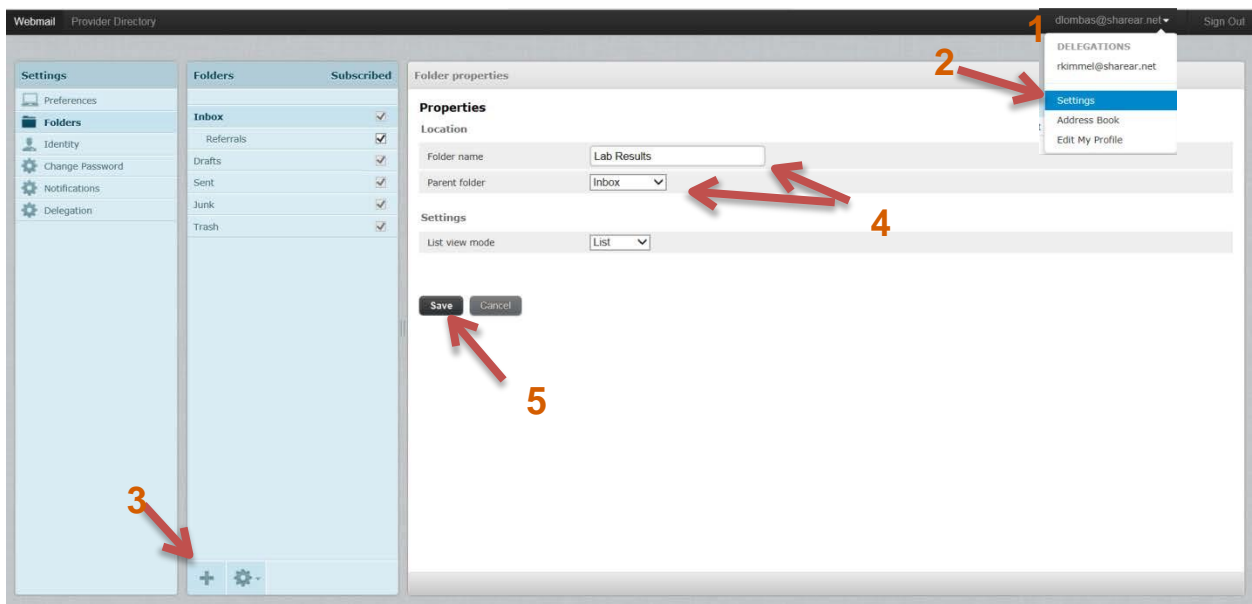 Webmail Provider Directory 1 dlombas@sharear.net Sign Out
DELEGATIONS
rkimmel@sharear.net
2
Settings
Address Book
Edit My Profile
Settings
Preferences
Folders
Identity
Change Password
Notifications
Delegation
Folders Subscribed
Inbox
Referrals
Drafts
Sent
Junk
Trash
Folder properties
Properties
Location
Folder name Lab Results
Parent folder Inbox
4
Settings
List view mode List
Save Cancel
5
3